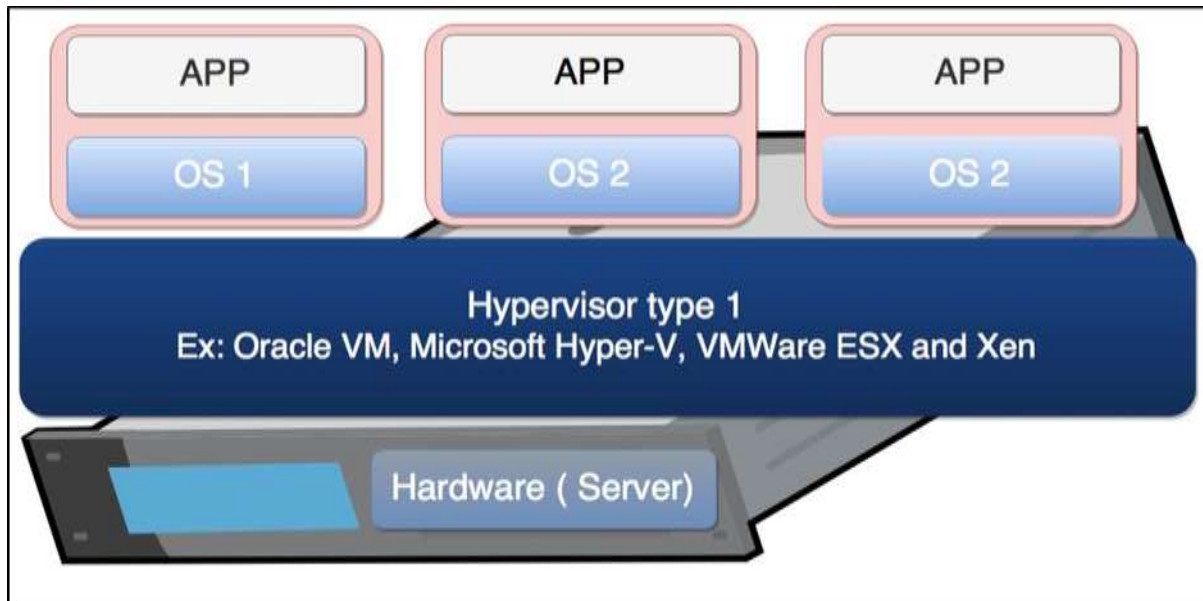 APP
APP
APP
OS 1
OS 2
OS 2
Hypervisor type 1
Ex: Oracle VM, Microsoft Hyper-V, VMWare ESX and Xen
Hardware ( Server)